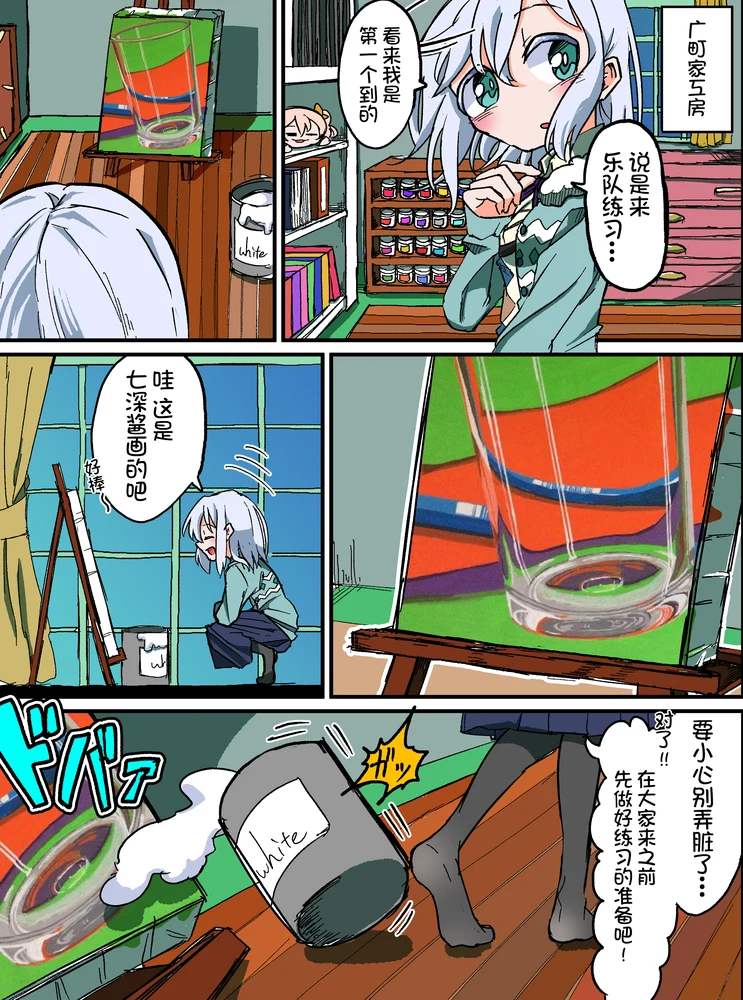 广町家工房
说是来
乐队练习…
看来我是
第一个到的
white
哇 这是
七深酱画的吧
好棒~
white
要小心别弄脏了…
对了!!
在大家来之前
先做好练习的准备吧!
ガッ
white
ドバァ